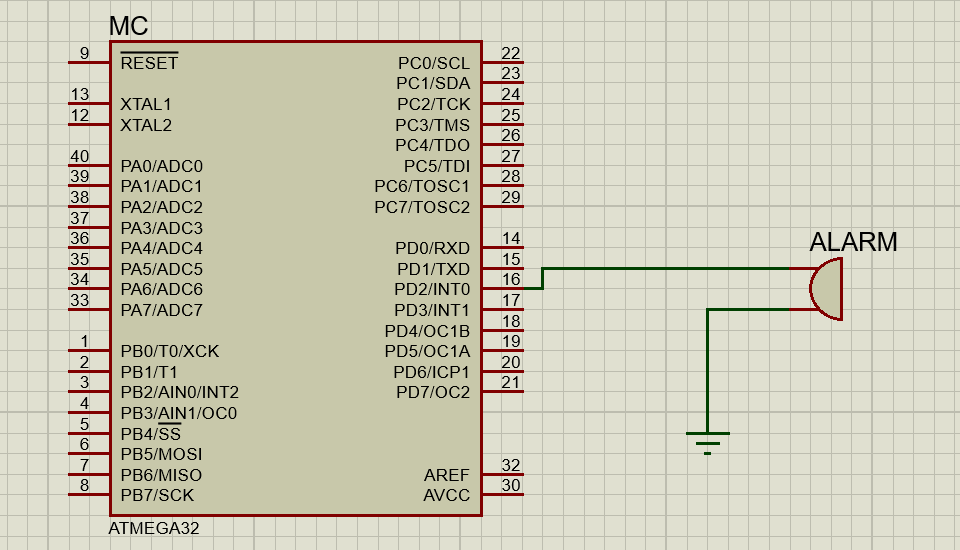 MC
9 RESET PC0/SCL 22
PC1/SDA 23
13 XTAL1 PC2/TCK 24
12 XTAL2 PC3/TMS 25
PC4/TDO 26
40 PA0/ADC0 PC5/TDI 27
39 PA1/ADC1 PC6/TOSC1 28
38 PA2/ADC2 PC7/TOSC2 29
37 PA3/ADC3
36 PA4/ADC4 PD0/RXD 14
35 PA5/ADC5 PD1/TXD 15
34 PA6/ADC6 PD2/INT0 16
33 PA7/ADC7 PD3/INT1 17
PD4/OC1B 18
1 PB0/T0/XCK PD5/OC1A 19
2 PB1/T1 PD6/ICP1 20
3 PB2/AIN0/INT2 PD7/OC2 21
4 PB3/AIN1/OC0
5 PB4/SS
6 PB5/MOSI
7 PB6/MISO AREF 32
8 PB7/SCK AVCC 30
ATMEGA32
ALARM